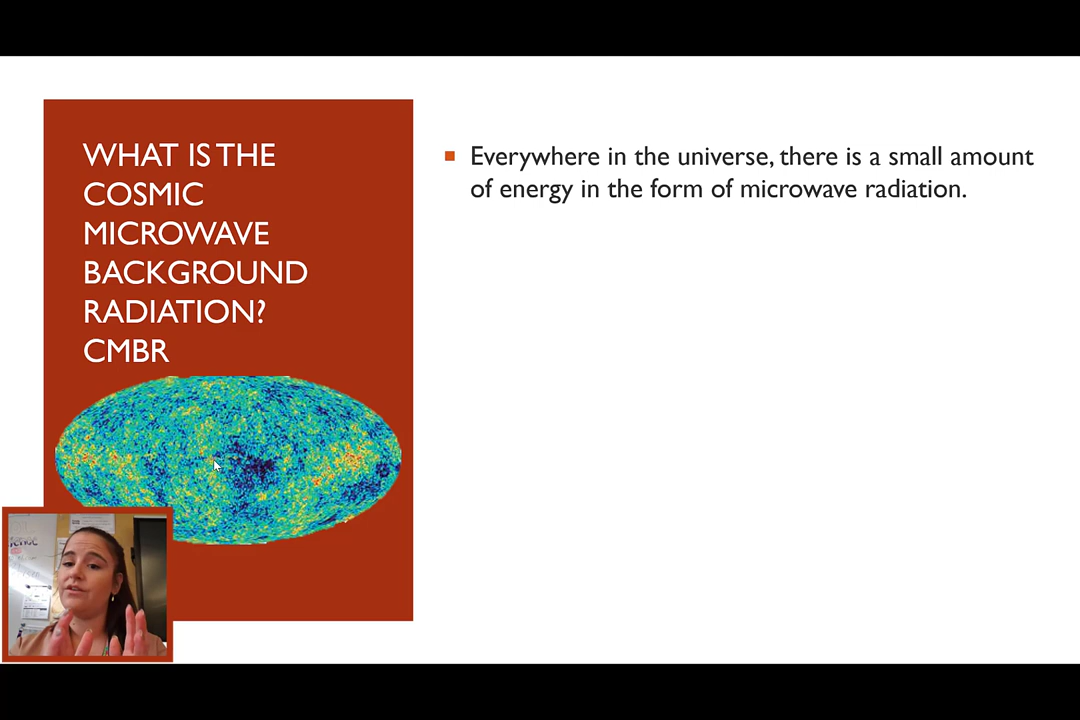 WHAT IS THE
COSMIC
MICROWAVE
BACKGROUND
RADIATION?
CMBR
Everywhere in the universe, there is a small amount
of energy in the form of microwave radiation.